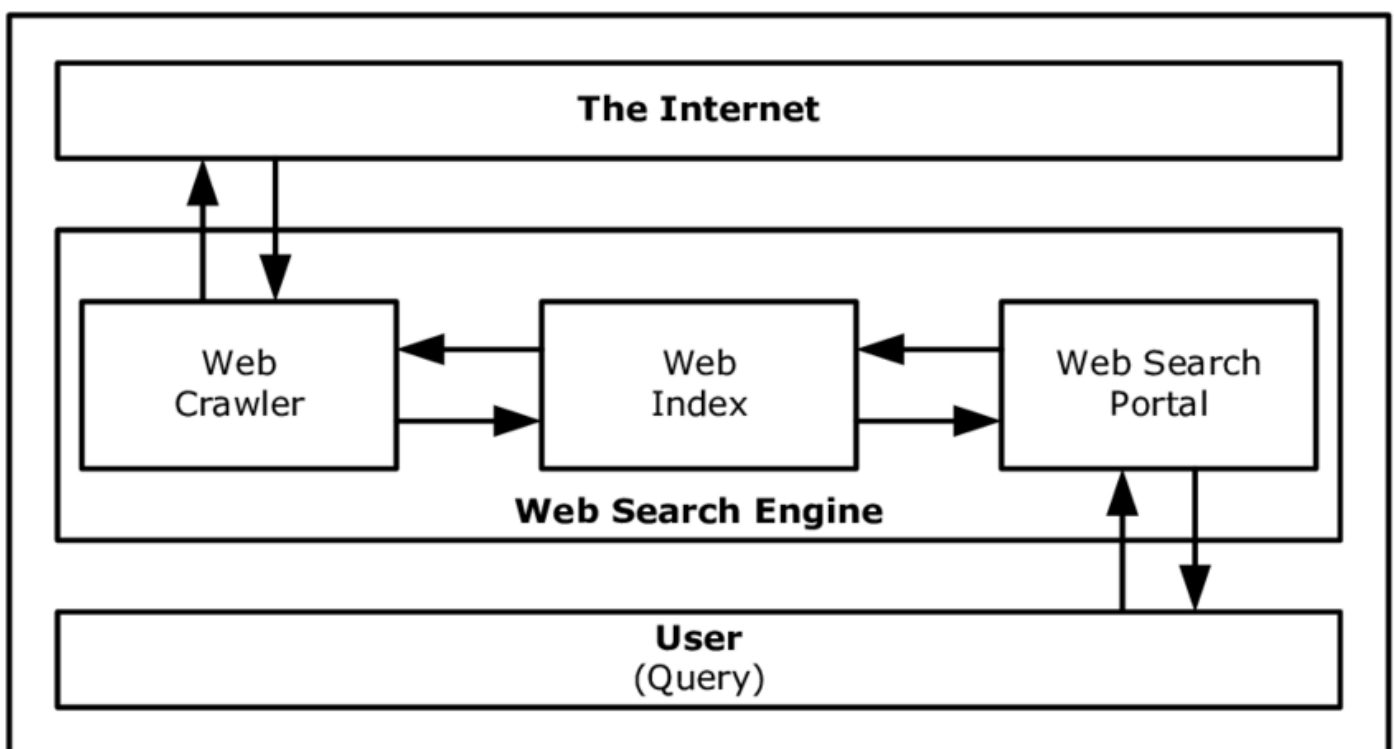 The Internet
Web
Crawler
Web
Index
Web Search
Portal
Web Search Engine
User
(Query)